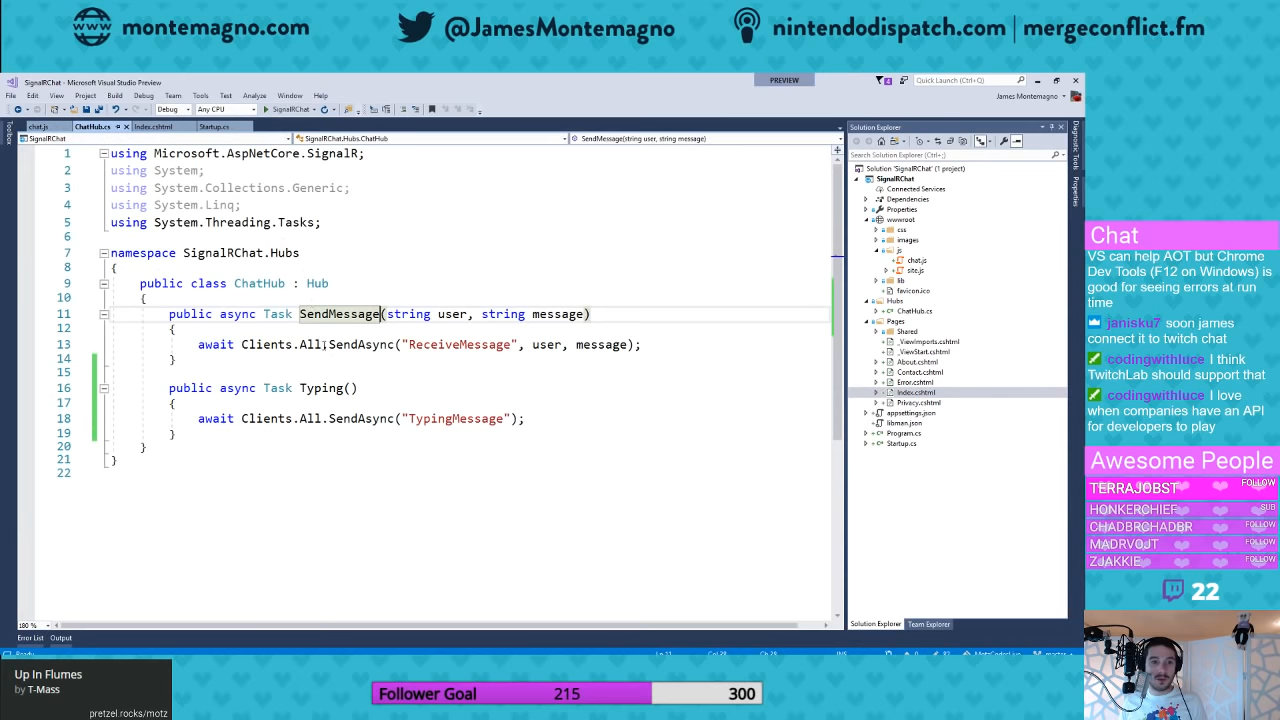 montemagno.com
@JamesMontemagno
nintendodispatch.com | mergeconflict.fm
SignalRChat - Microsoft Visual Studio Preview
PREVIEW
4
Quick Launch (Ctrl+Q)
File Edit View Project Build Debug Team Tools Test Analyze Window Help
James Montemagno
Debug Any CPU SignalRChat
Toolbox
chat.js ChatHub.cs Index.cshtml Startup.cs
SignalRChat SignalRChat.Hubs.ChatHub SendMessage(string user, string message)
1 using Microsoft.AspNetCore.SignalR;
2 using System;
3 using System.Collections.Generic;
4 using System.Linq;
5 using System.Threading.Tasks;
6
7 namespace SignalRChat.Hubs
8 {
9 public class ChatHub : Hub
10 {
11 public async Task SendMessage(string user, string message)
12 {
13 await Clients.All.SendAsync("ReceiveMessage", user, message);
14 }
15
16 public async Task Typing()
17 {
18 await Clients.All.SendAsync("TypingMessage");
19 }
20 }
21 }
22
180 %
Error List Output
Ready
Ln 11
INS
master
Solution Explorer
Search Solution Explorer (Ctrl+;)
Solution 'SignalRChat' (1 project)
SignalRChat
Connected Services
Dependencies
Properties
wwwroot
css
images
js
chat.js
site.js
lib
favicon.ico
Hubs
ChatHub.cs
Pages
Shared
_ViewImports.cshtml
_ViewStart.cshtml
About.cshtml
Contact.cshtml
Error.cshtml
Index.cshtml
Privacy.cshtml
appsettings.json
libman.json
Program.cs
Startup.cs
Solution Explorer Team Explorer
Diagnostic Tools
Properties
Chat
VS can help AOT but Chrome
Dev Tools (F12 on Windows) is
good for seeing errors at run
time
janisku7 soon james
connect it to twitch chat
codingwithluce I think
TwitchLab should support that
codingwithluce I love
when companies have an API
for developers to play
Awesome People
TERRAJOBST FOLLOW
HONKERCHIEF SUB
CHADBRCHADBR FOLLOW
MADRVOJT FOLLOW
ZJAKKIE FOLLOW
22
Up In Flumes
by T-Mass
pretzel.rocks/motz
Follower Goal 215 300